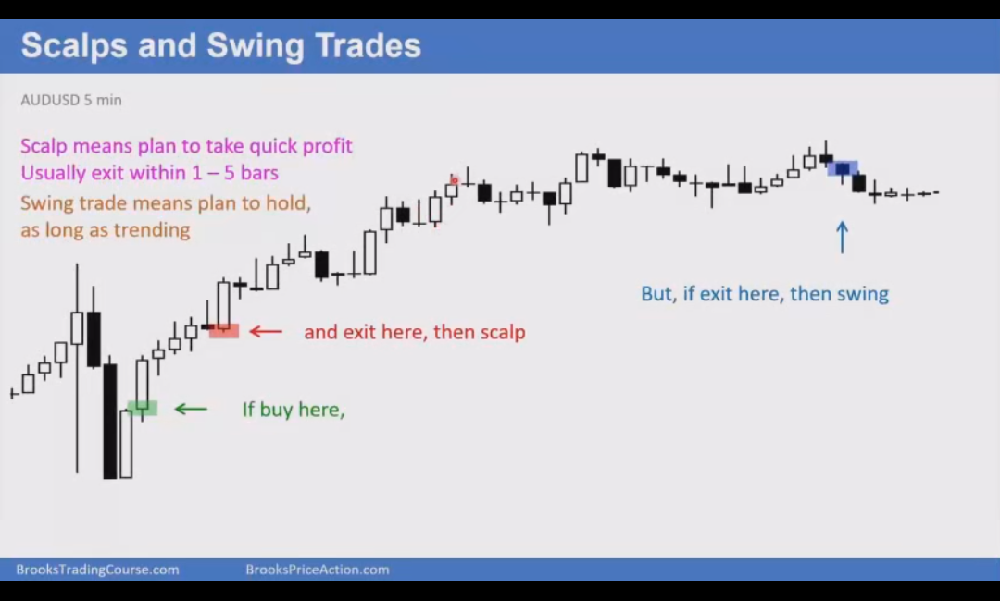 Scalps and Swing Trades
AUDUSD 5 min
Scalp means plan to take quick profit
Usually exit within 1 – 5 bars
Swing trade means plan to hold,
as long as trending
But, if exit here, then swing
and exit here, then scalp
If buy here,
BrooksTradingCourse.com
BrooksPriceAction.com